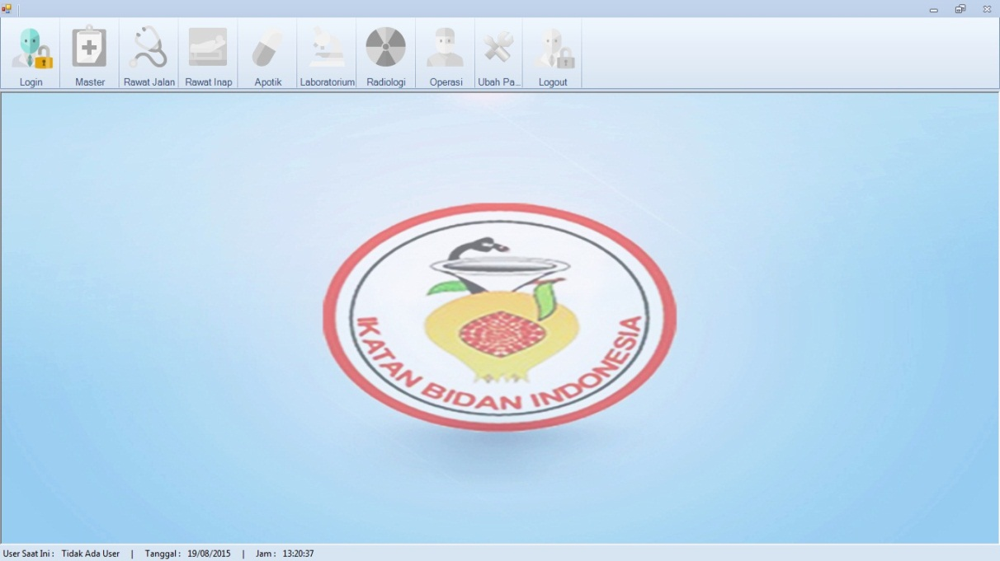 Login Master Rawat Jalan Rawat Inap Apotik Laboratorium Radiologi Operasi Ubah Pa... Logout
IKATAN BIDAN INDONESIA
User Saat Ini : Tidak Ada User | Tanggal : 19/08/2015 | Jam : 13:20:37